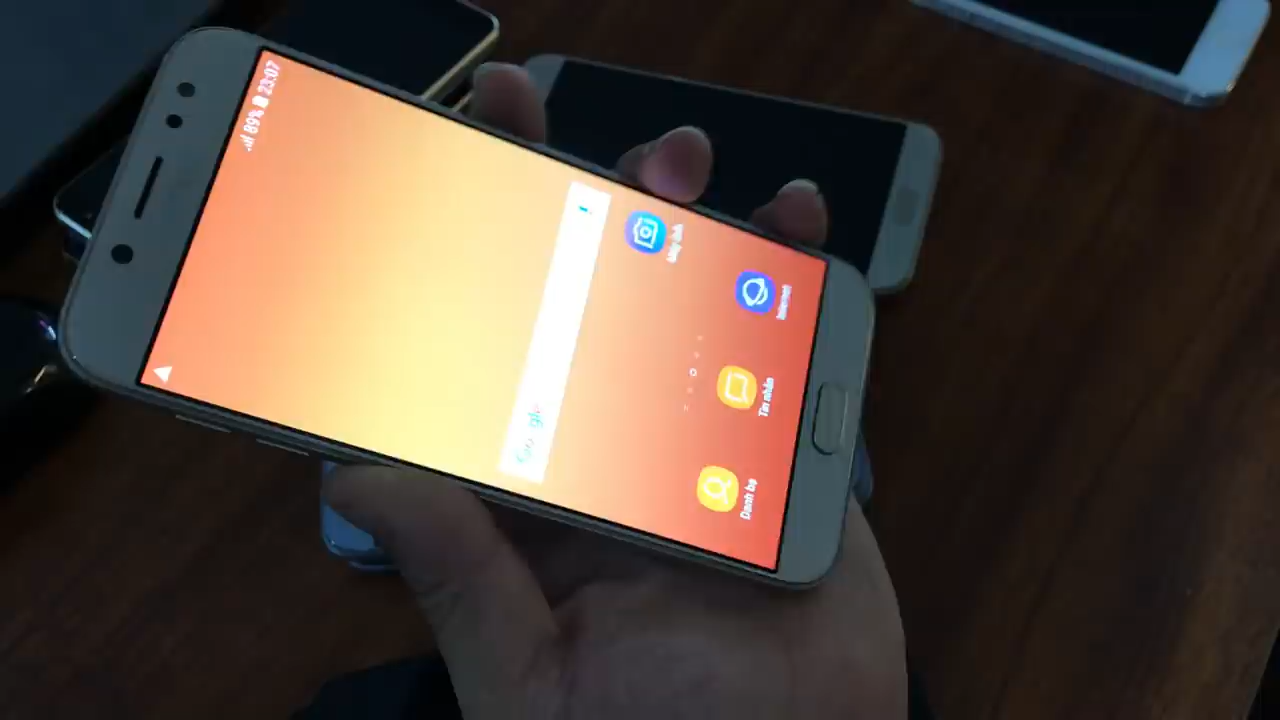 89% 23:07
Google
Máy ảnh
Internet
Tin nhắn
Danh bạ